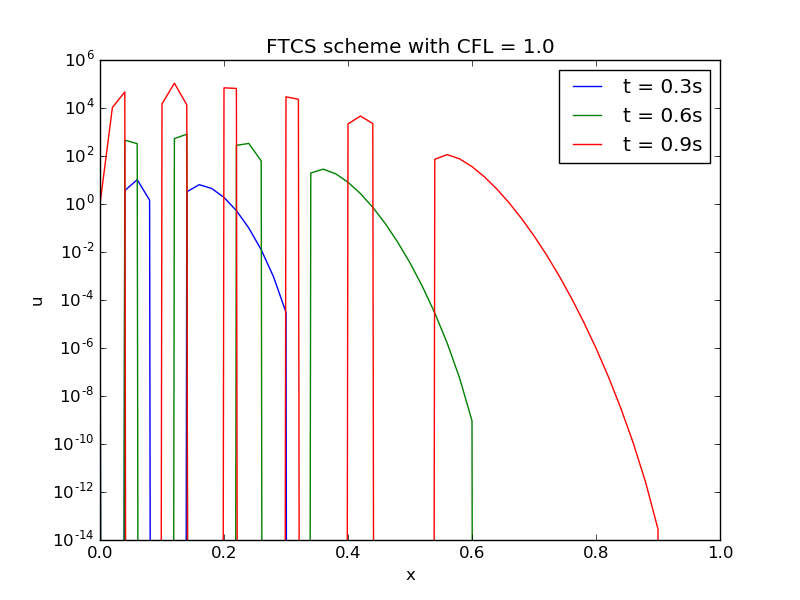 FTCS scheme with CFL = 1.0
10^6
10^4
10^2
10^0
10^-2
10^-4
10^-6
10^-8
10^-10
10^-12
10^-14
u
t = 0.3s
t = 0.6s
t = 0.9s
0.0 0.2 0.4 0.6 0.8 1.0
x